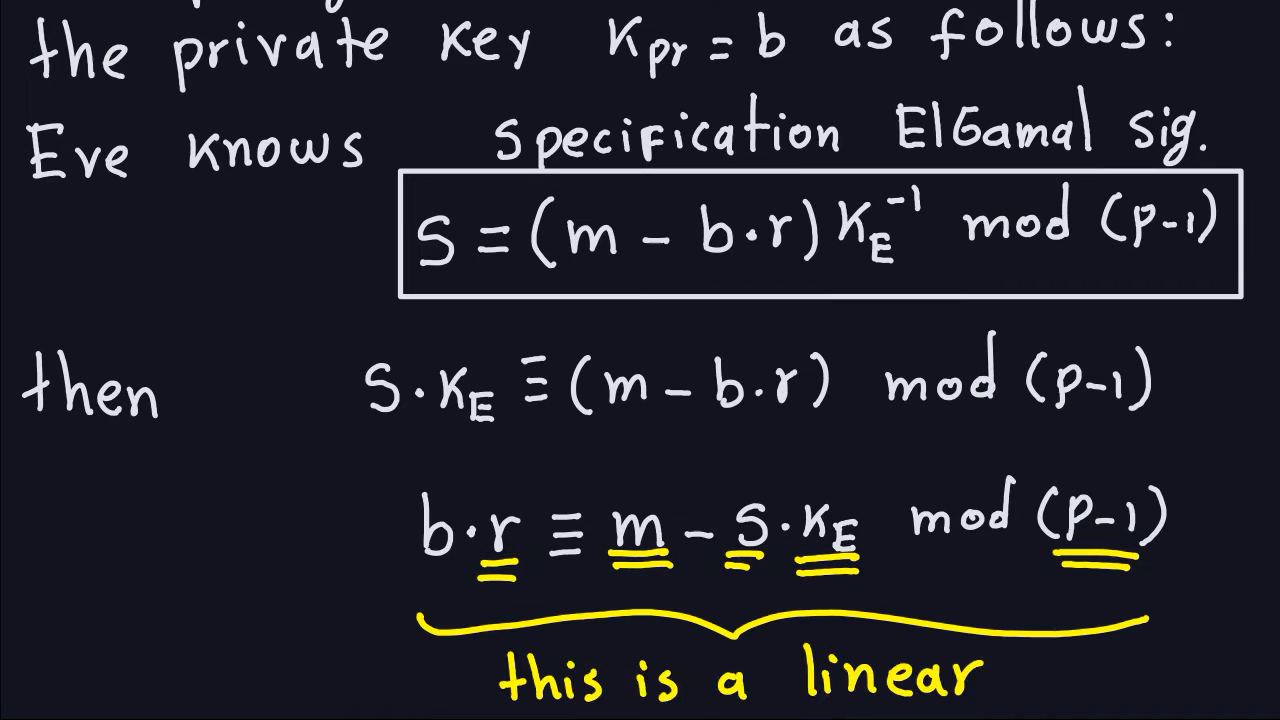 the private key Kpr = b as follows:
Eve knows specification ElGamal sig.
S = (m - b·r) K_E^-1 mod (p-1)
then S·K_E ≡ (m - b·r) mod (p-1)
b·r ≡ m - S·K_E mod (p-1)
this is a linear